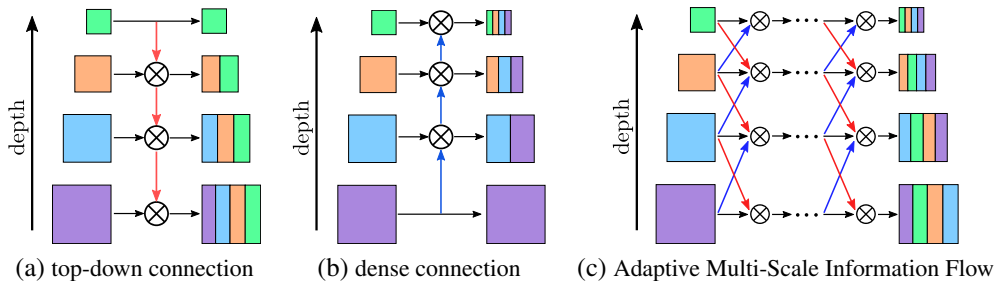 depth
depth
depth
(a) top-down connection
(b) dense connection
(c) Adaptive Multi-Scale Information Flow